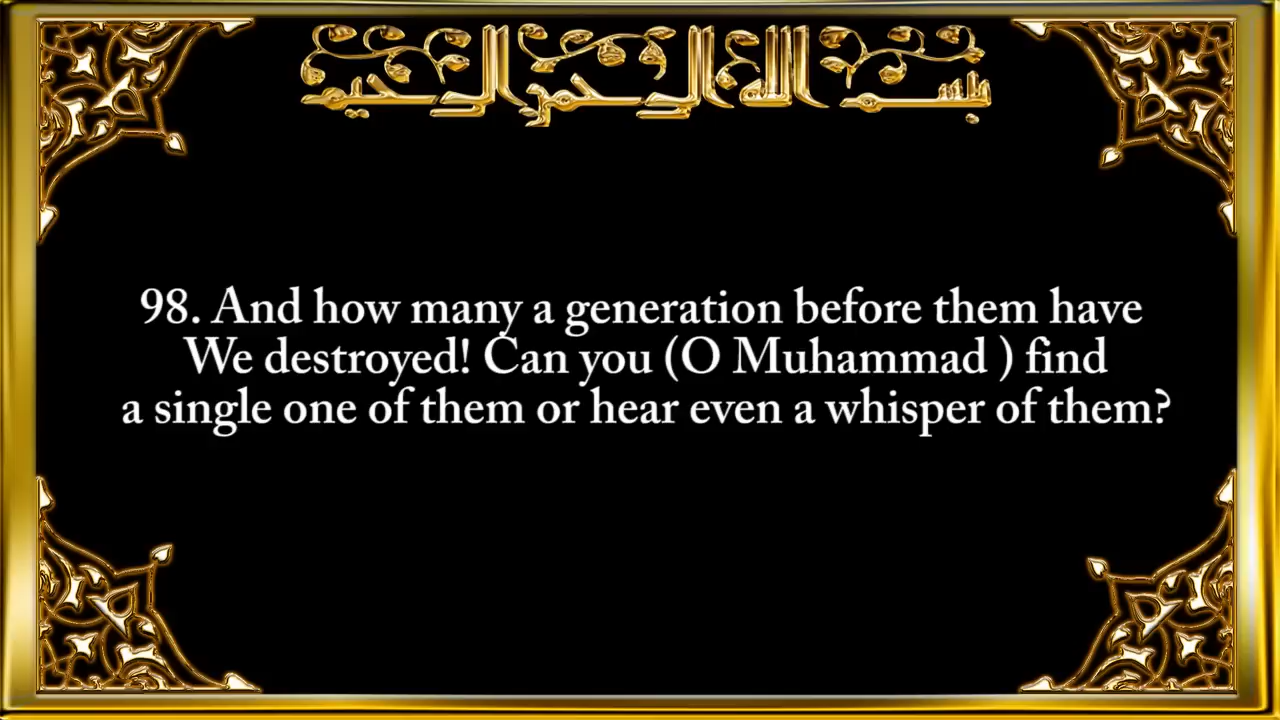 بسم الله الرحمن الرحيم
98. And how many a generation before them have
We destroyed! Can you (O Muhammad ) find
a single one of them or hear even a whisper of them?